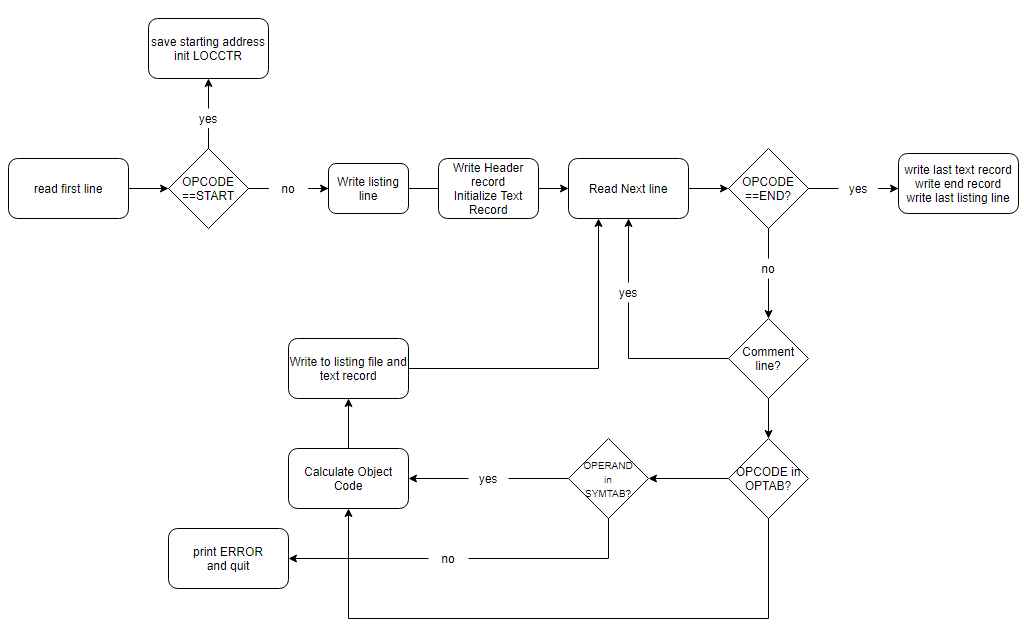 save starting address
init LOCCTR
yes
read first line
OPCODE
==START
no
Write listing
line
Write Header
record
Initialize Text
Record
Read Next line
OPCODE
==END?
yes
write last text record
write end record
write last listing line
no
yes
Comment
line?
Write to listing file and
text record
Calculate Object
Code
yes
OPERAND
in
SYMTAB?
OPCODE in
OPTAB?
print ERROR
and quit
no